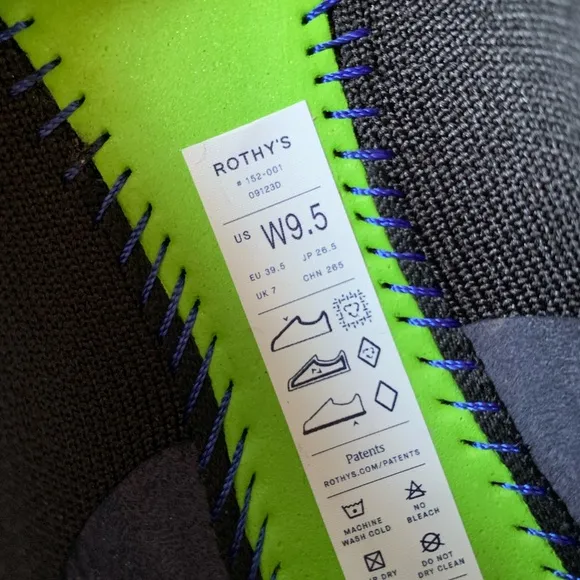 ROTHY'S
# 152-001
09123D
US W9.5
EU 39.5 JP 26.5
UK 7 CHN 265
Patents
ROTHYS.COM/PATENTS
MACHINE WASH COLD
NO BLEACH
DRY
DO NOT DRY CLEAN